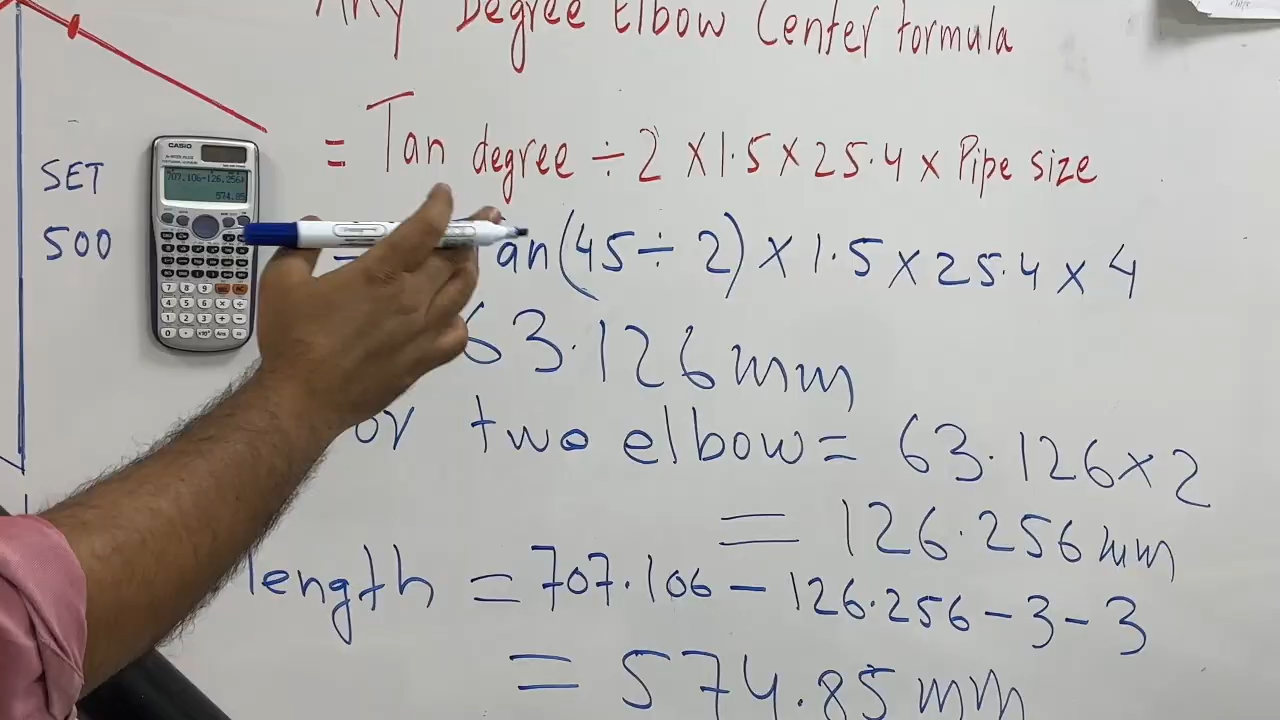 Any Degree Elbow Center formula
= Tan degree ÷ 2 × 1.5 × 25.4 × Pipe size
SET
500
CASIO
707.106-126.256
574.85
= an (45 ÷ 2) × 1.5 × 25.4 × 4
63.126 mm
or two elbow = 63.126 × 2
= 126.256 mm
length = 707.106 - 126.256 - 3 - 3
= 574.85 mm